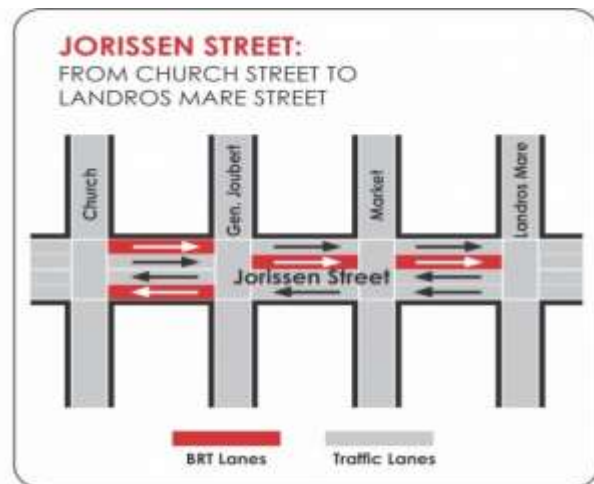 JORISSEN STREET:
FROM CHURCH STREET TO
LANDROS MARE STREET
Church
Gen. Joubert
Market
Landros Mare
Jorissen Street
BRT Lanes
Traffic Lanes